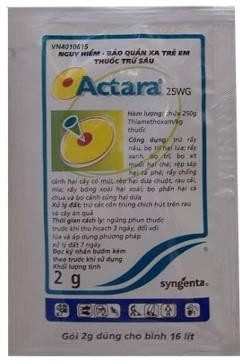 VN4010615
NGUY HIỂM - BẢO QUẢN XA TRẺ EM
THUỐC TRỪ SÂU
Actara 25WG
Hàm lượng: chứa 250g
Thiamethoxam/kg
thuốc
Công dụng: trừ rầy
nâu, bọ trĩ hại lúa; rầy
xanh, bọ trĩ, bọ xít
muỗi hại chè; rệp sáp
hại cà phê; rầy chổng
cánh hại cây có múi, rệp hại dưa chuột, rau cải,
mía; rầy bông xoài hại xoài; bọ phấn hại cà
chua và bọ cánh cứng hại dừa
Xử lý đất: trừ các côn trùng chích hút trên rau
và cây ăn quả
Thời gian cách ly: ngừng phun thuốc
trước khi thu hoạch 3 ngày, đối với
lúa và áp dụng phương pháp
xử lý đất 7 ngày
Đọc kỹ nhãn bướm kèm
theo trước khi sử dụng
Khối lượng tịnh
2 g
syngenta
Gói 2g dùng cho bình 16 lít